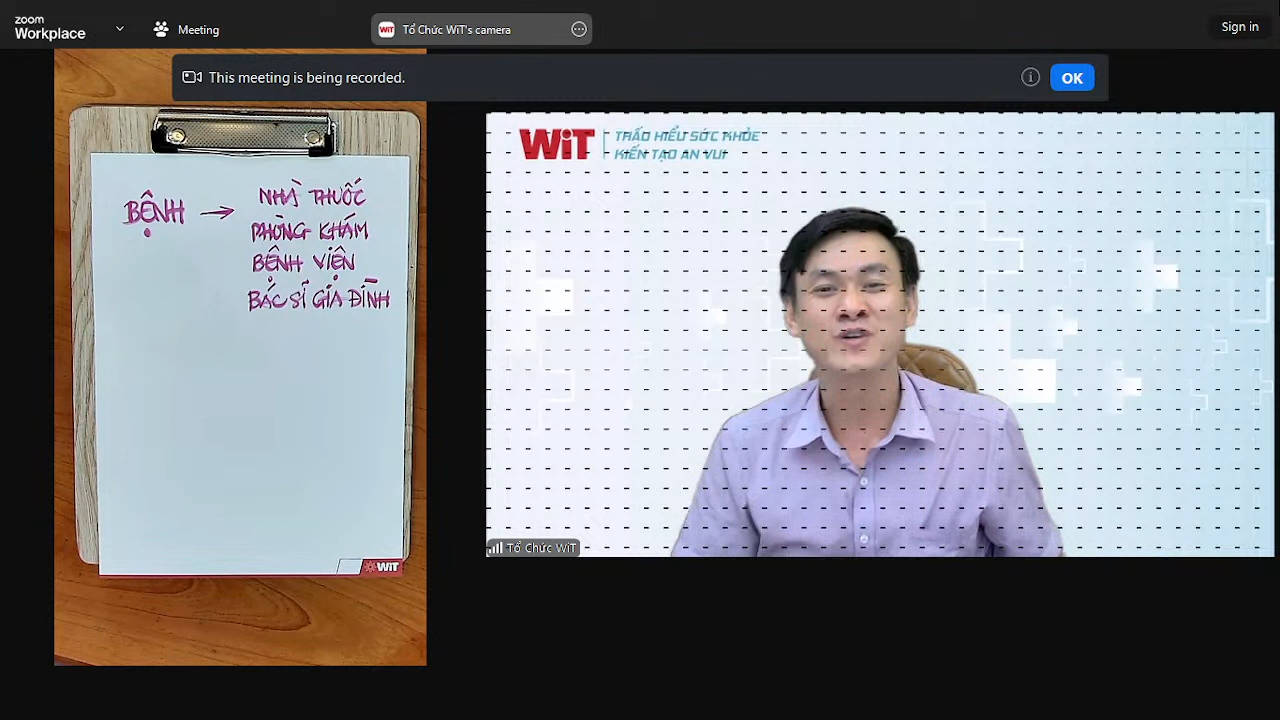 zoom
Workplace
Meeting
WiT
Tổ Chức WiT's camera
Sign in
This meeting is being recorded.
OK
BỆNH → NHÀ THUỐC
PHÒNG KHÁM
BỆNH VIỆN
BÁC SĨ GIA ĐÌNH
WiT
WiT
THẤU HIỂU SỨC KHỎE
KIẾN TẠO AN VUI
Tổ Chức WiT